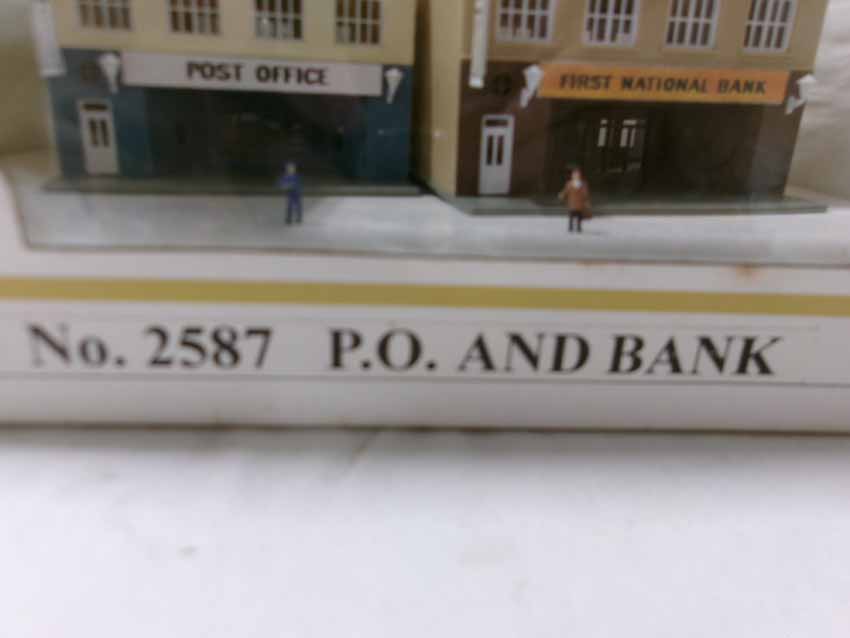 POST OFFICE
FIRST NATIONAL BANK
No. 2587 P.O. AND BANK